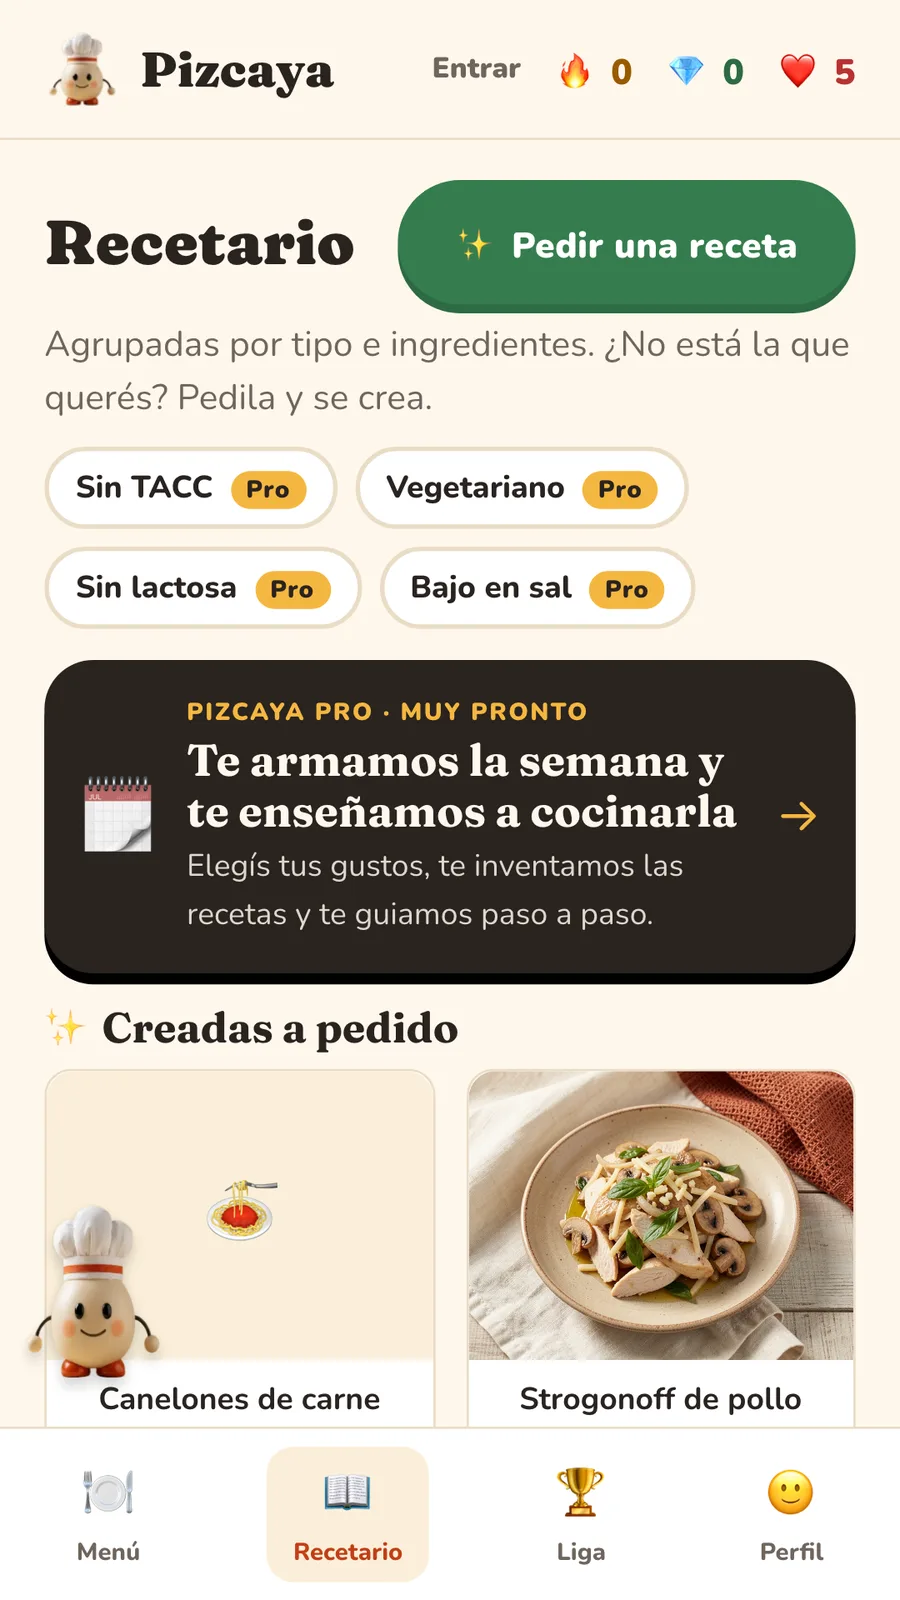 Pizcaya
Entrar
0
0
5
Recetario
Pedir una receta
Agrupadas por tipo e ingredientes. ¿No está la que
querés? Pedila y se crea.
Sin TACC Pro
Vegetariano Pro
Sin lactosa Pro
Bajo en sal Pro
PIZCAYA PRO · MUY PRONTO
Te armamos la semana y
te enseñamos a cocinarla
JUL
Elegís tus gustos, te inventamos las
recetas y te guiamos paso a paso.
Creadas a pedido
Canelones de carne
Strogonoff de pollo
Menú
Recetario
Liga
Perfil